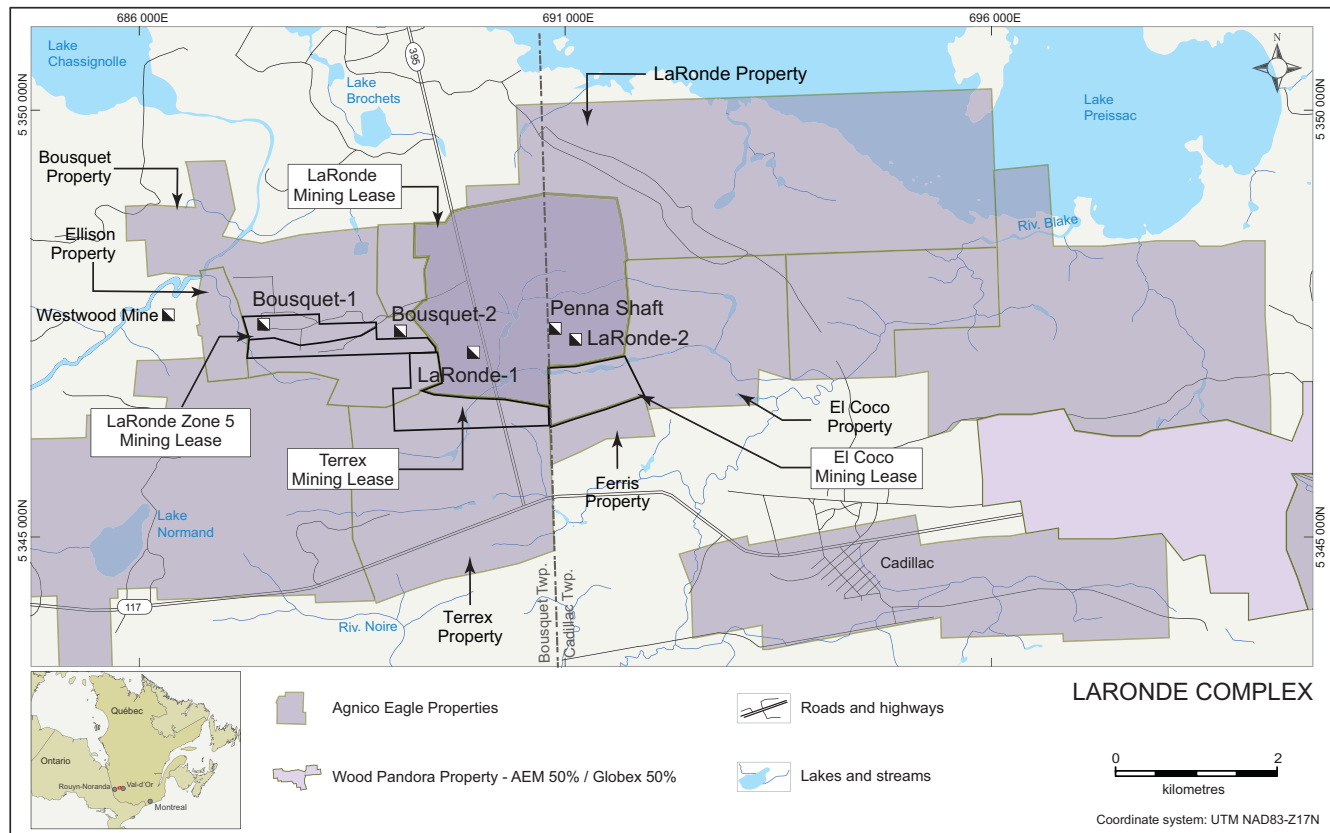 686 000E
691 000E
696 000E
5 350 000N
5 350 000N
5 345 000N
5 345 000N
Lake
Chassignolle
Lake
Brochets
395
N
LaRonde Property
Lake
Preissac
Bousquet
Property
LaRonde
Mining Lease
Ellison
Property
Riv. Blake
Westwood Mine
Bousquet-1
Bousquet-2
Penna Shaft
LaRonde-2
LaRonde-1
LaRonde Zone 5
Mining Lease
El Coco
Property
Terrex
Mining Lease
El Coco
Mining Lease
Ferris
Property
Lake
Normand
Cadillac
117
Riv. Noire
Terrex
Property
Bousquet Twp.
Cadillac Twp.
Québec
Ontario
Rouyn-Noranda
Val-d'Or
Montreal
Agnico Eagle Properties
Wood Pandora Property - AEM 50% / Globex 50%
Roads and highways
Lakes and streams
LARONDE COMPLEX
0
2
kilometres
Coordinate system: UTM NAD83-Z17N